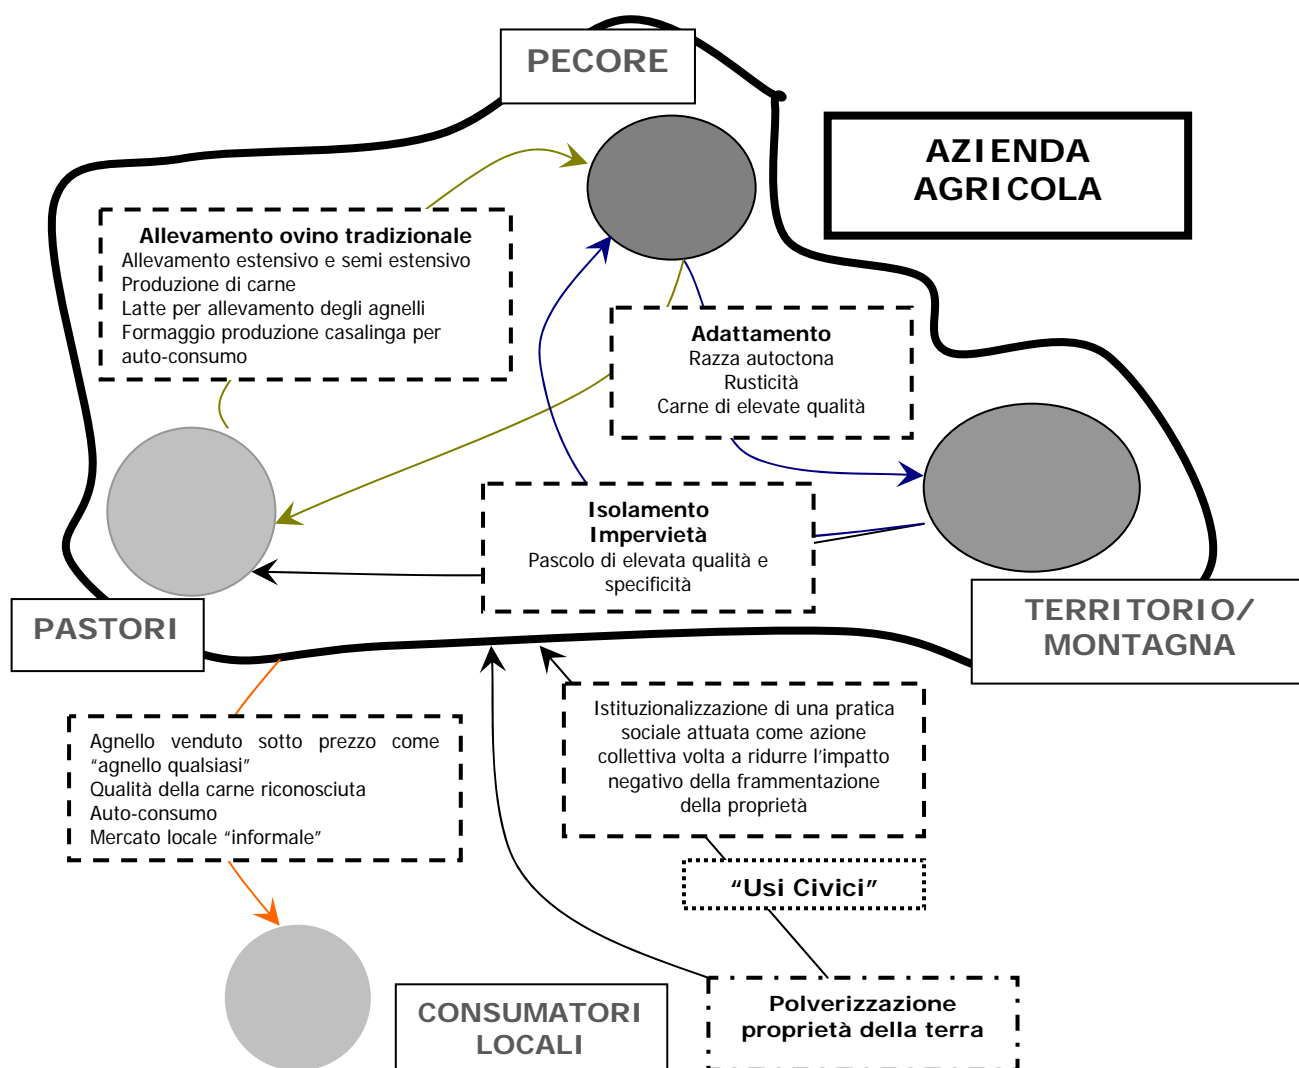 PECORE
AZIENDA
AGRICOLA
Allevamento ovino tradizionale
Allevamento estensivo e semi estensivo
Produzione di carne
Latte per allevamento degli agnelli
Formaggio produzione casalinga per
auto-consumo
Adattamento
Razza autoctona
Rusticità
Carne di elevate qualità
Isolamento
Impervietà
Pascolo di elevata qualità e
specificità
PASTORI
TERRITORIO/
MONTAGNA
Agnello venduto sotto prezzo come
“agnello qualsiasi”
Qualità della carne riconosciuta
Auto-consumo
Mercato locale “informale”
Istituzionalizzazione di una pratica
sociale attuata come azione
collettiva volta a ridurre l’impatto
negativo della frammentazione
della proprietà
“Usi Civici”
CONSUMATORI
LOCALI
Polverizzazione
proprietà della terra